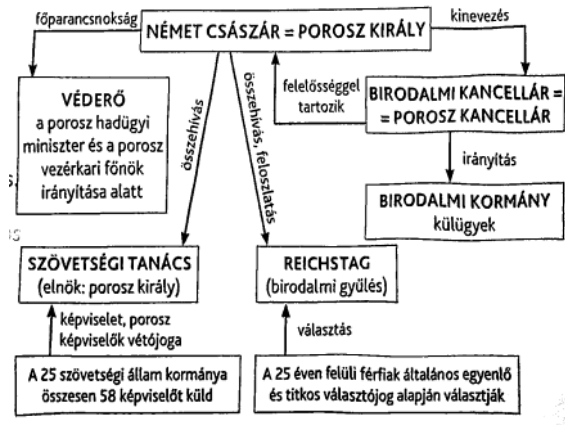 főparancsnokság
NÉMET CSÁSZÁR = POROSZ KIRÁLY
kinevezés
VÉDERŐ
a porosz hadügyi
miniszter és a porosz
vezérkari főnök
irányítása alatt
összehívás
összehívás, feloszlatás
felelősséggel
tartozik
BIRODALMI KANCELLÁR =
= POROSZ KANCELLÁR
irányítás
BIRODALMI KORMÁNY
külügyek
SZÖVETSÉGI TANÁCS
(elnök: porosz király)
REICHSTAG
(birodalmi gyűlés)
képviselet, porosz
képviselők vétójoga
választás
A 25 szövetségi állam kormánya
összesen 58 képviselőt küld
A 25 éven felüli férfiak általános egyenlő
és titkos választójog alapján választják